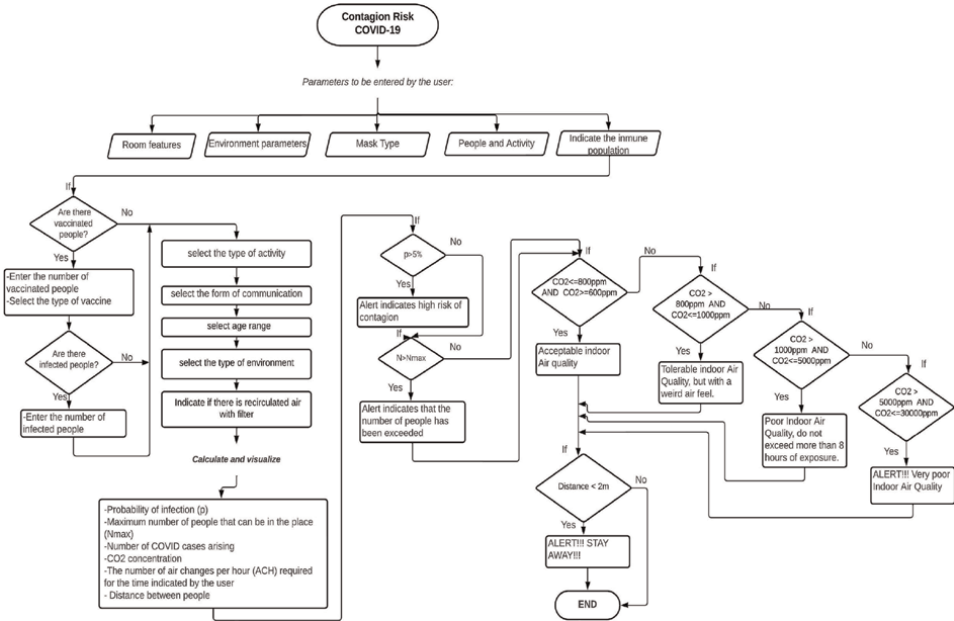 Contagion Risk
COVID-19
Parameters to be entered by the user:
Room features
Environment parameters
Mask Type
People and Activity
Indicate the inmune
population
If
Are there
vaccinated
people?
No
Yes
-Enter the number of
vaccinated people
-Select the type of vaccine
If
Are there
infected people?
No
Yes
-Enter the number of
infected people
select the type of activity
select the form of communication
select age range
select the type of environment
Indicate if there is recirculated air
with filter
Calculate and visualize
-Probability of infection (p)
-Maximum number of people that can be in the place
(Nmax)
-Number of COVID cases arising
-CO2 concentration
-The number of air changes per hour (ACH) required
for the time indicated by the user
- Distance between people
If
p>5%
No
Yes
Alert indicates high risk of
contagion
If
N>Nmax
No
Yes
Alert indicates that the
number of people has
been exceeded
If
CO2<=800ppm
AND CO2>=600ppm
No
Yes
Acceptable indoor
Air quality
If
CO2 >
800ppm AND
CO2<=1000ppm
No
Yes
Tolerable indoor Air
Quality, but with a
weird air feel.
If
CO2 >
1000ppm AND
CO2<=5000ppm
No
Yes
Poor Indoor Air
Quality, do not
exceed more than 8
hours of exposure.
If
CO2 >
5000ppm AND
CO2<=30000ppm
Yes
ALERT!!! Very poor
Indoor Air Quality
If
Distance < 2m
No
Yes
ALERT!!! STAY
AWAY!!!
END